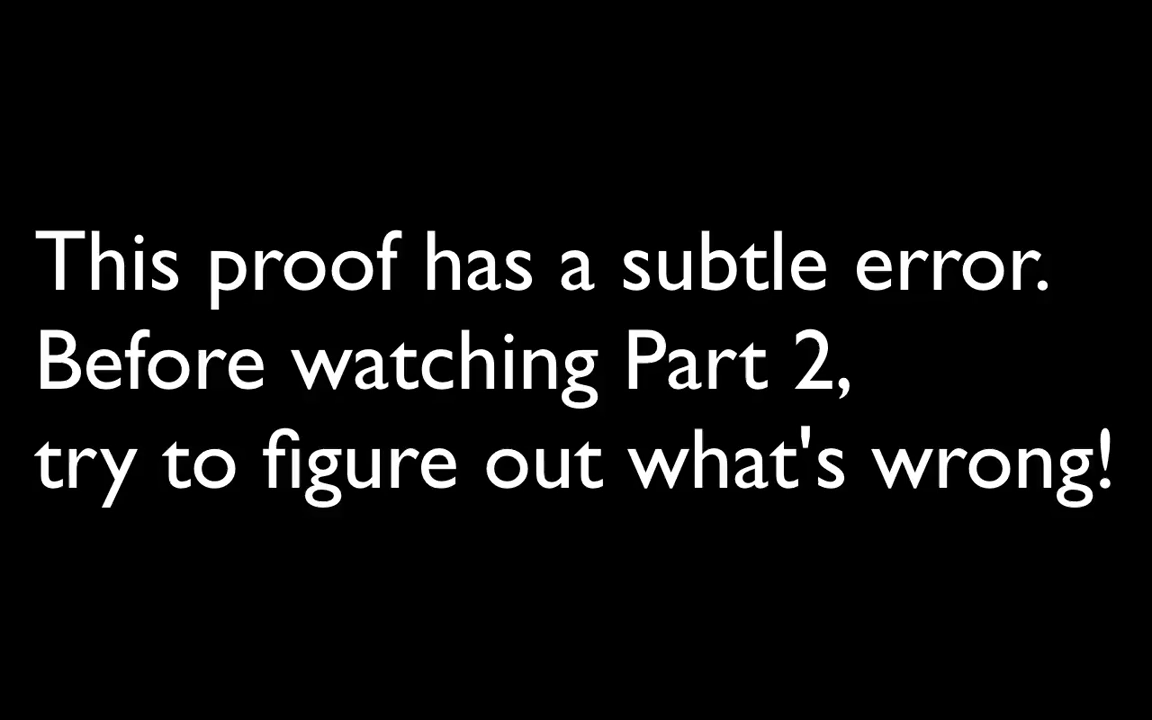 This proof has a subtle error.
Before watching Part 2,
try to figure out what's wrong!